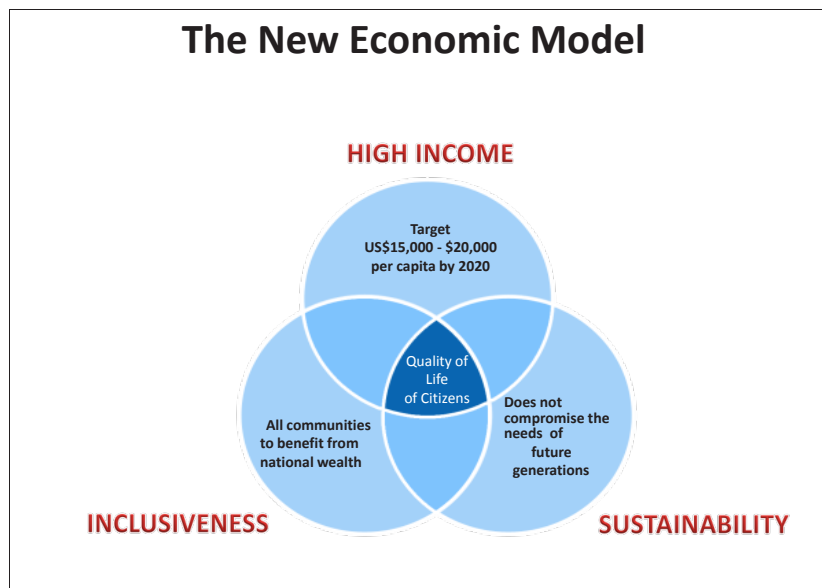 The New Economic Model
HIGH INCOME
Target
US$15,000 - $20,000
per capita by 2020
Quality of
Life
of Citizens
All communities
to benefit from
national wealth
Does not
compromise the
needs of
future
generations
INCLUSIVENESS
SUSTAINABILITY